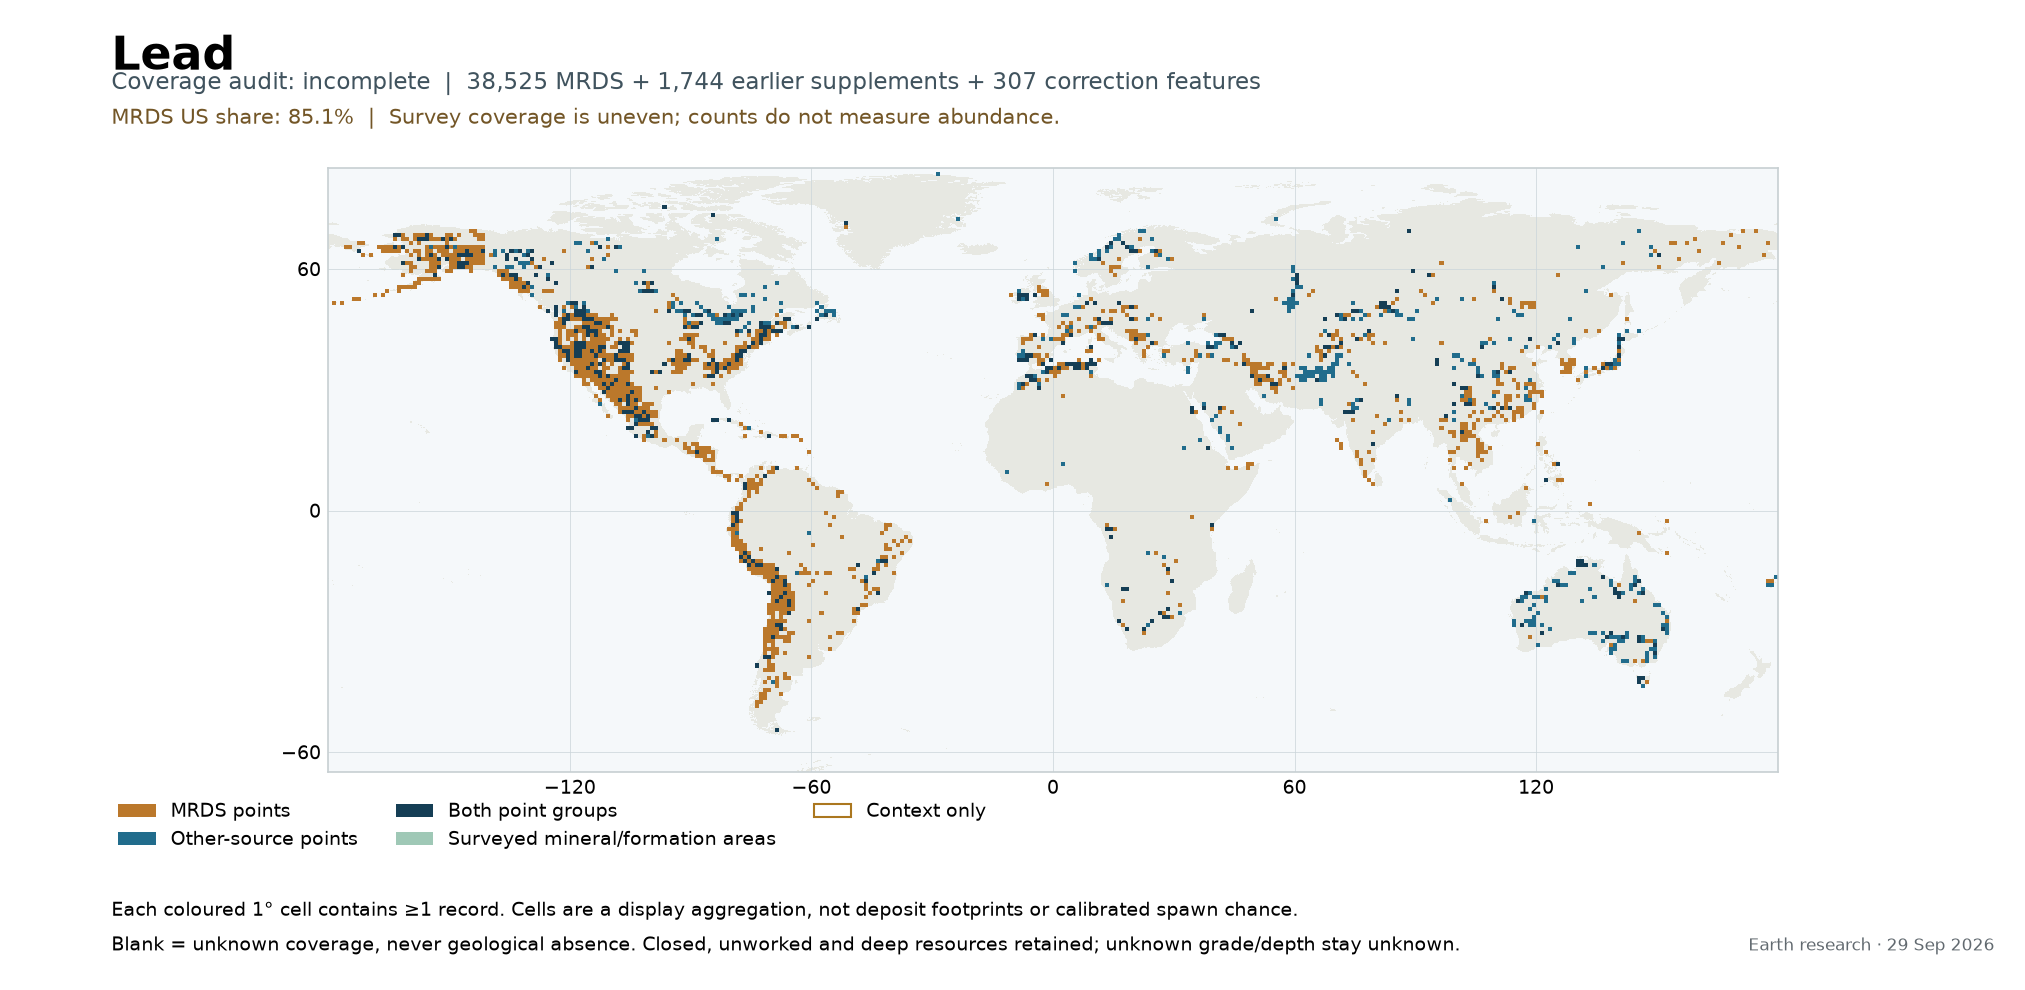 Lead
Coverage audit: incomplete | 38,525 MRDS + 1,744 earlier supplements + 307 correction features
MRDS US share: 85.1% | Survey coverage is uneven; counts do not measure abundance.
60
0
−60
−120
−60
0
60
120
MRDS points
Both point groups
Context only
Other-source points
Surveyed mineral/formation areas
Each coloured 1° cell contains ≥1 record. Cells are a display aggregation, not deposit footprints or calibrated spawn chance.
Blank = unknown coverage, never geological absence. Closed, unworked and deep resources retained; unknown grade/depth stay unknown.
Earth research · 29 Sep 2026